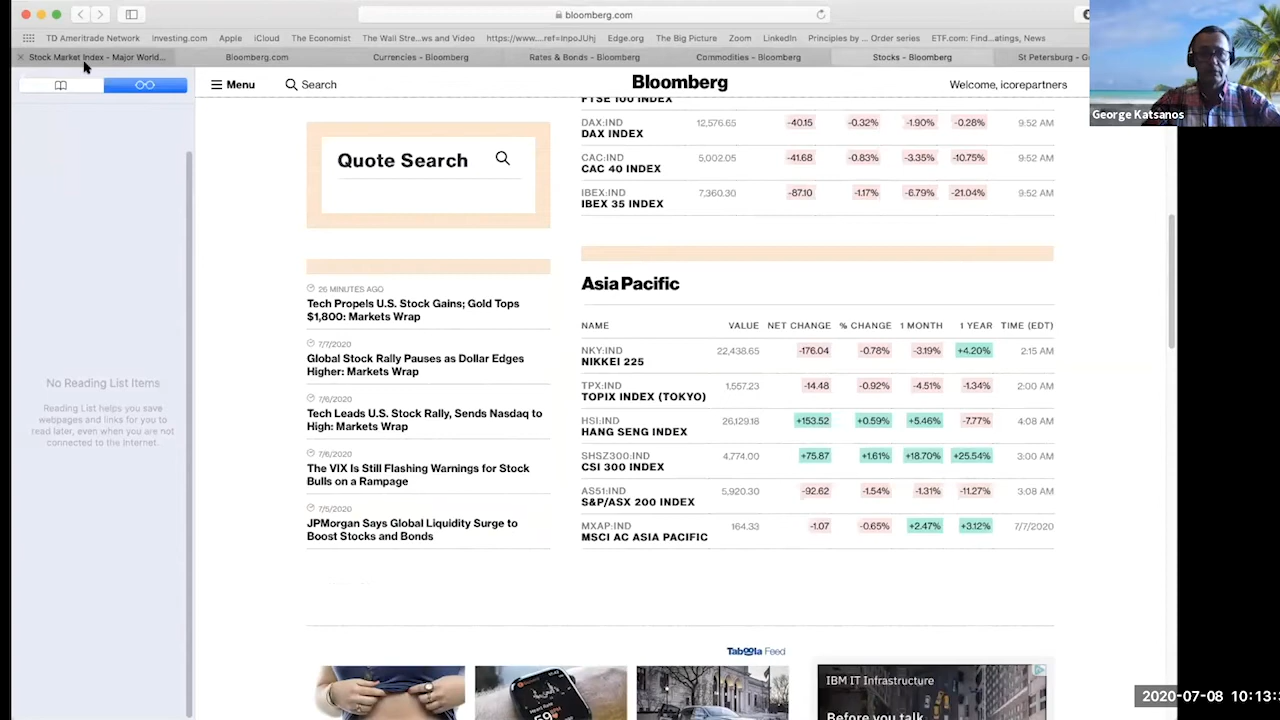 bloomberg.com
TD Ameritrade Network Investing.com Apple iCloud The Economist The Wall Stre...ws and Video https://www....ref=InpoJUhj Edge.org The Big Picture Zoom LinkedIn Principles by ... Order series ETF.com: Find...atings, News
Stock Market Index - Major World... Bloomberg.com Currencies - Bloomberg Rates & Bonds - Bloomberg Commodities - Bloomberg Stocks - Bloomberg St Petersburg - G
Menu Search Bloomberg Welcome, icorepartners
George Katsanos
FTSE 100 INDEX
DAX:IND 12,576.65 -40.15 -0.32% -1.90% -0.28% 9:52 AM
DAX INDEX
CAC:IND 5,002.05 -41.68 -0.83% -3.35% -10.75% 9:52 AM
CAC 40 INDEX
IBEX:IND 7,360.30 -87.10 -1.17% -6.79% -21.04% 9:52 AM
IBEX 35 INDEX
Quote Search
Asia Pacific
NAME VALUE NET CHANGE % CHANGE 1 MONTH 1 YEAR TIME (EDT)
NKY:IND 22,438.65 -176.04 -0.78% -3.19% +4.20% 2:15 AM
NIKKEI 225
TPX:IND 1,557.23 -14.48 -0.92% -4.51% -1.34% 2:00 AM
TOPIX INDEX (TOKYO)
HSI:IND 26,129.18 +153.52 +0.59% +5.46% -7.77% 4:08 AM
HANG SENG INDEX
SHSZ300:IND 4,774.00 +75.87 +1.61% +18.70% +25.54% 3:00 AM
CSI 300 INDEX
AS51:IND 5,920.30 -92.62 -1.54% -1.31% -11.27% 3:08 AM
S&P/ASX 200 INDEX
MXAP:IND 164.33 -1.07 -0.65% +2.47% +3.12% 7/7/2020
MSCI AC ASIA PACIFIC
26 MINUTES AGO
Tech Propels U.S. Stock Gains; Gold Tops
$1,800: Markets Wrap
7/7/2020
Global Stock Rally Pauses as Dollar Edges
Higher: Markets Wrap
7/6/2020
Tech Leads U.S. Stock Rally, Sends Nasdaq to
High: Markets Wrap
7/6/2020
The VIX Is Still Flashing Warnings for Stock
Bulls on a Rampage
7/5/2020
JPMorgan Says Global Liquidity Surge to
Boost Stocks and Bonds
No Reading List Items
Reading List helps you save
webpages and links for you to
read later, even when you are not
connected to the Internet.
Taboola Feed
IBM IT Infrastructure
Before you talk
2020-07-08 10:13:3